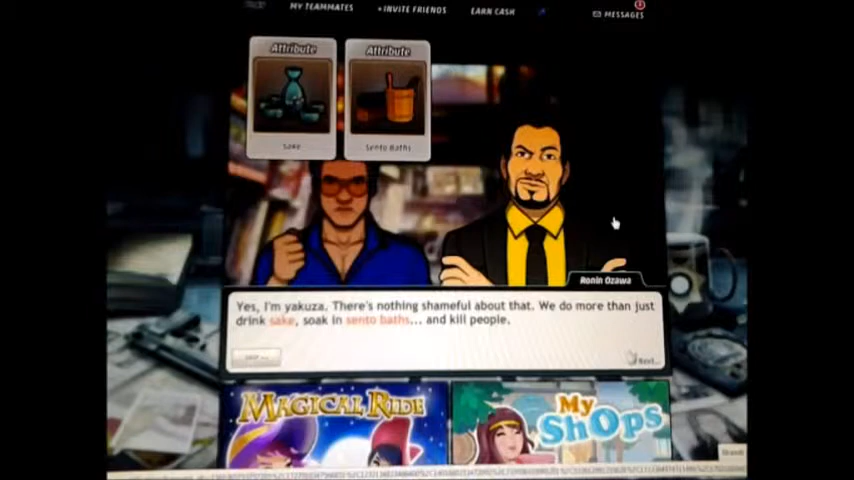 MY TEAMMATES
+INVITE FRIENDS
EARN CASH
MESSAGES
Attribute
Attribute
Sake
Sento Baths
Ronin Ozawa
Yes, I'm yakuza. There's nothing shameful about that. We do more than just
drink sake, soak in sento baths... and kill people.
Next...
MAGICAL RIDE
My
Shops